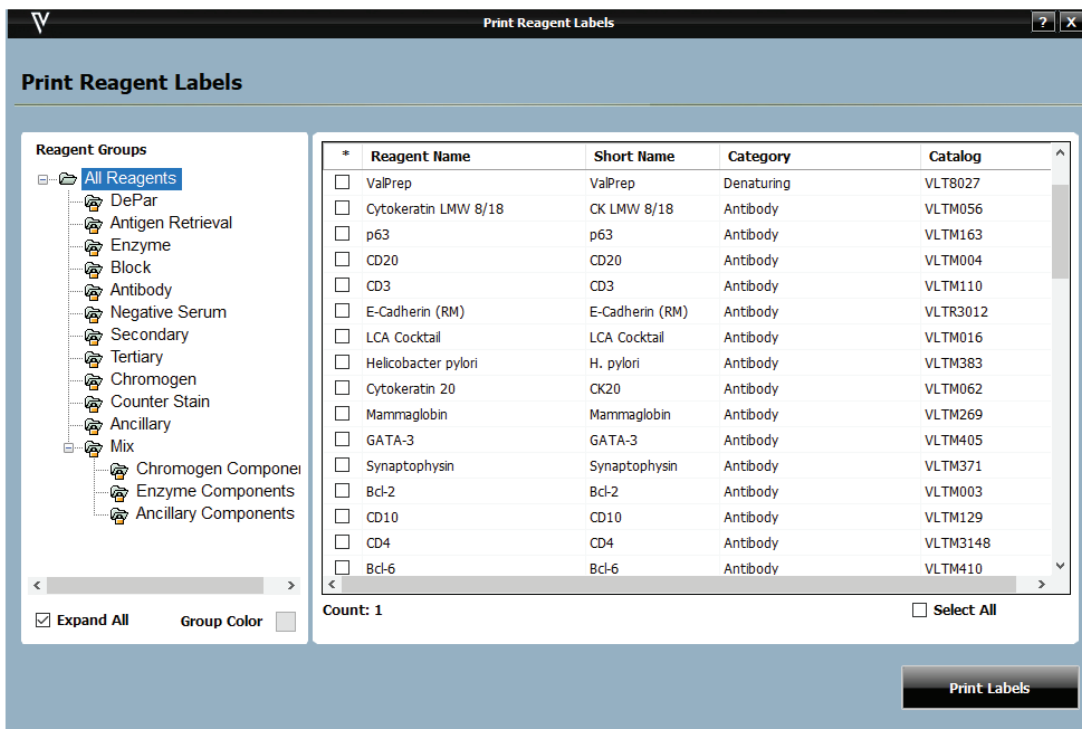 Print Reagent Labels
? X
Print Reagent Labels
Reagent Groups
All Reagents
DePar
Antigen Retrieval
Enzyme
Block
Antibody
Negative Serum
Secondary
Tertiary
Chromogen
Counter Stain
Ancillary
Mix
Chromogen Componer
Enzyme Components
Ancillary Components
Expand All Group Color
* Reagent Name Short Name Category Catalog
ValPrep ValPrep Denaturing VLT8027
Cytokeratin LMW 8/18 CK LMW 8/18 Antibody VLTM056
p63 p63 Antibody VLTM163
CD20 CD20 Antibody VLTM004
CD3 CD3 Antibody VLTM110
E-Cadherin (RM) E-Cadherin (RM) Antibody VLTR3012
LCA Cocktail LCA Cocktail Antibody VLTM016
Helicobacter pylori H. pylori Antibody VLTM383
Cytokeratin 20 CK20 Antibody VLTM062
Mammaglobin Mammaglobin Antibody VLTM269
GATA-3 GATA-3 Antibody VLTM405
Synaptophysin Synaptophysin Antibody VLTM371
Bcl-2 Bcl-2 Antibody VLTM003
CD10 CD10 Antibody VLTM129
CD4 CD4 Antibody VLTM3148
Bcl-6 Bcl-6 Antibody VLTM410
Count: 1 Select All
Print Labels